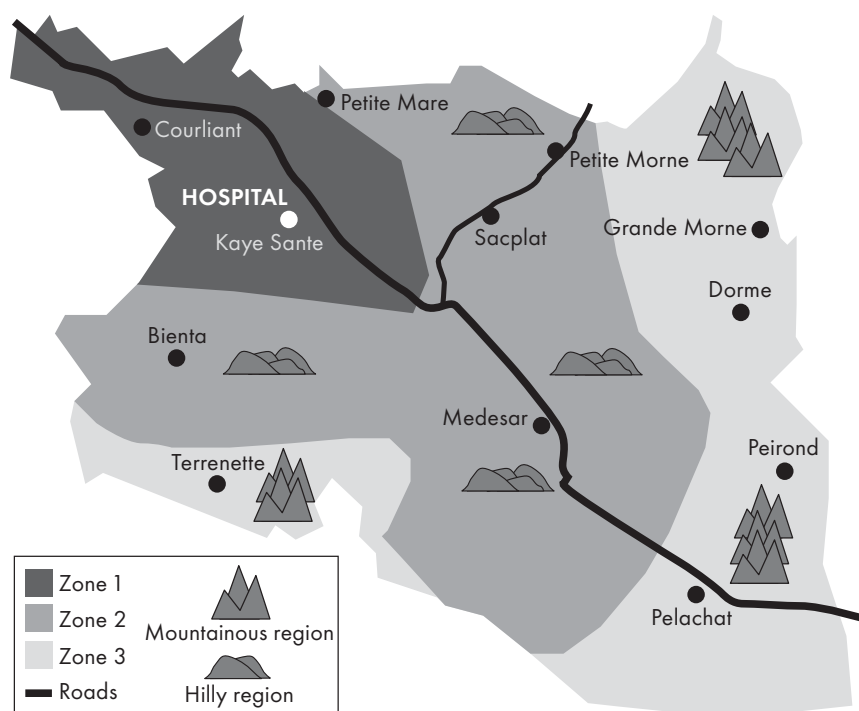 Petite Mare
Courliant
Petite Morne
HOSPITAL
Kaye Sante
Sacplat
Grande Morne
Dorme
Bienta
Medesar
Peirond
Terrenette
Pelachat
Zone 1
Zone 2
Zone 3
Roads
Mountainous region
Hilly region